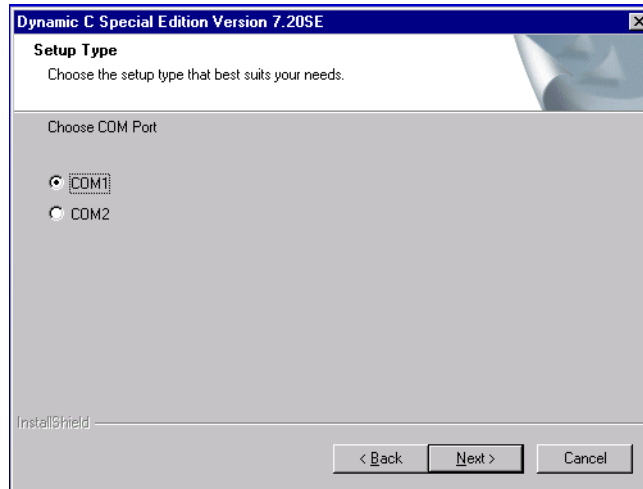 Dynamic C Special Edition Version 7.20SE
Setup Type
Choose the setup type that best suits your needs.
Choose COM Port
COM1
COM2
InstallShield
< Back
Next >
Cancel